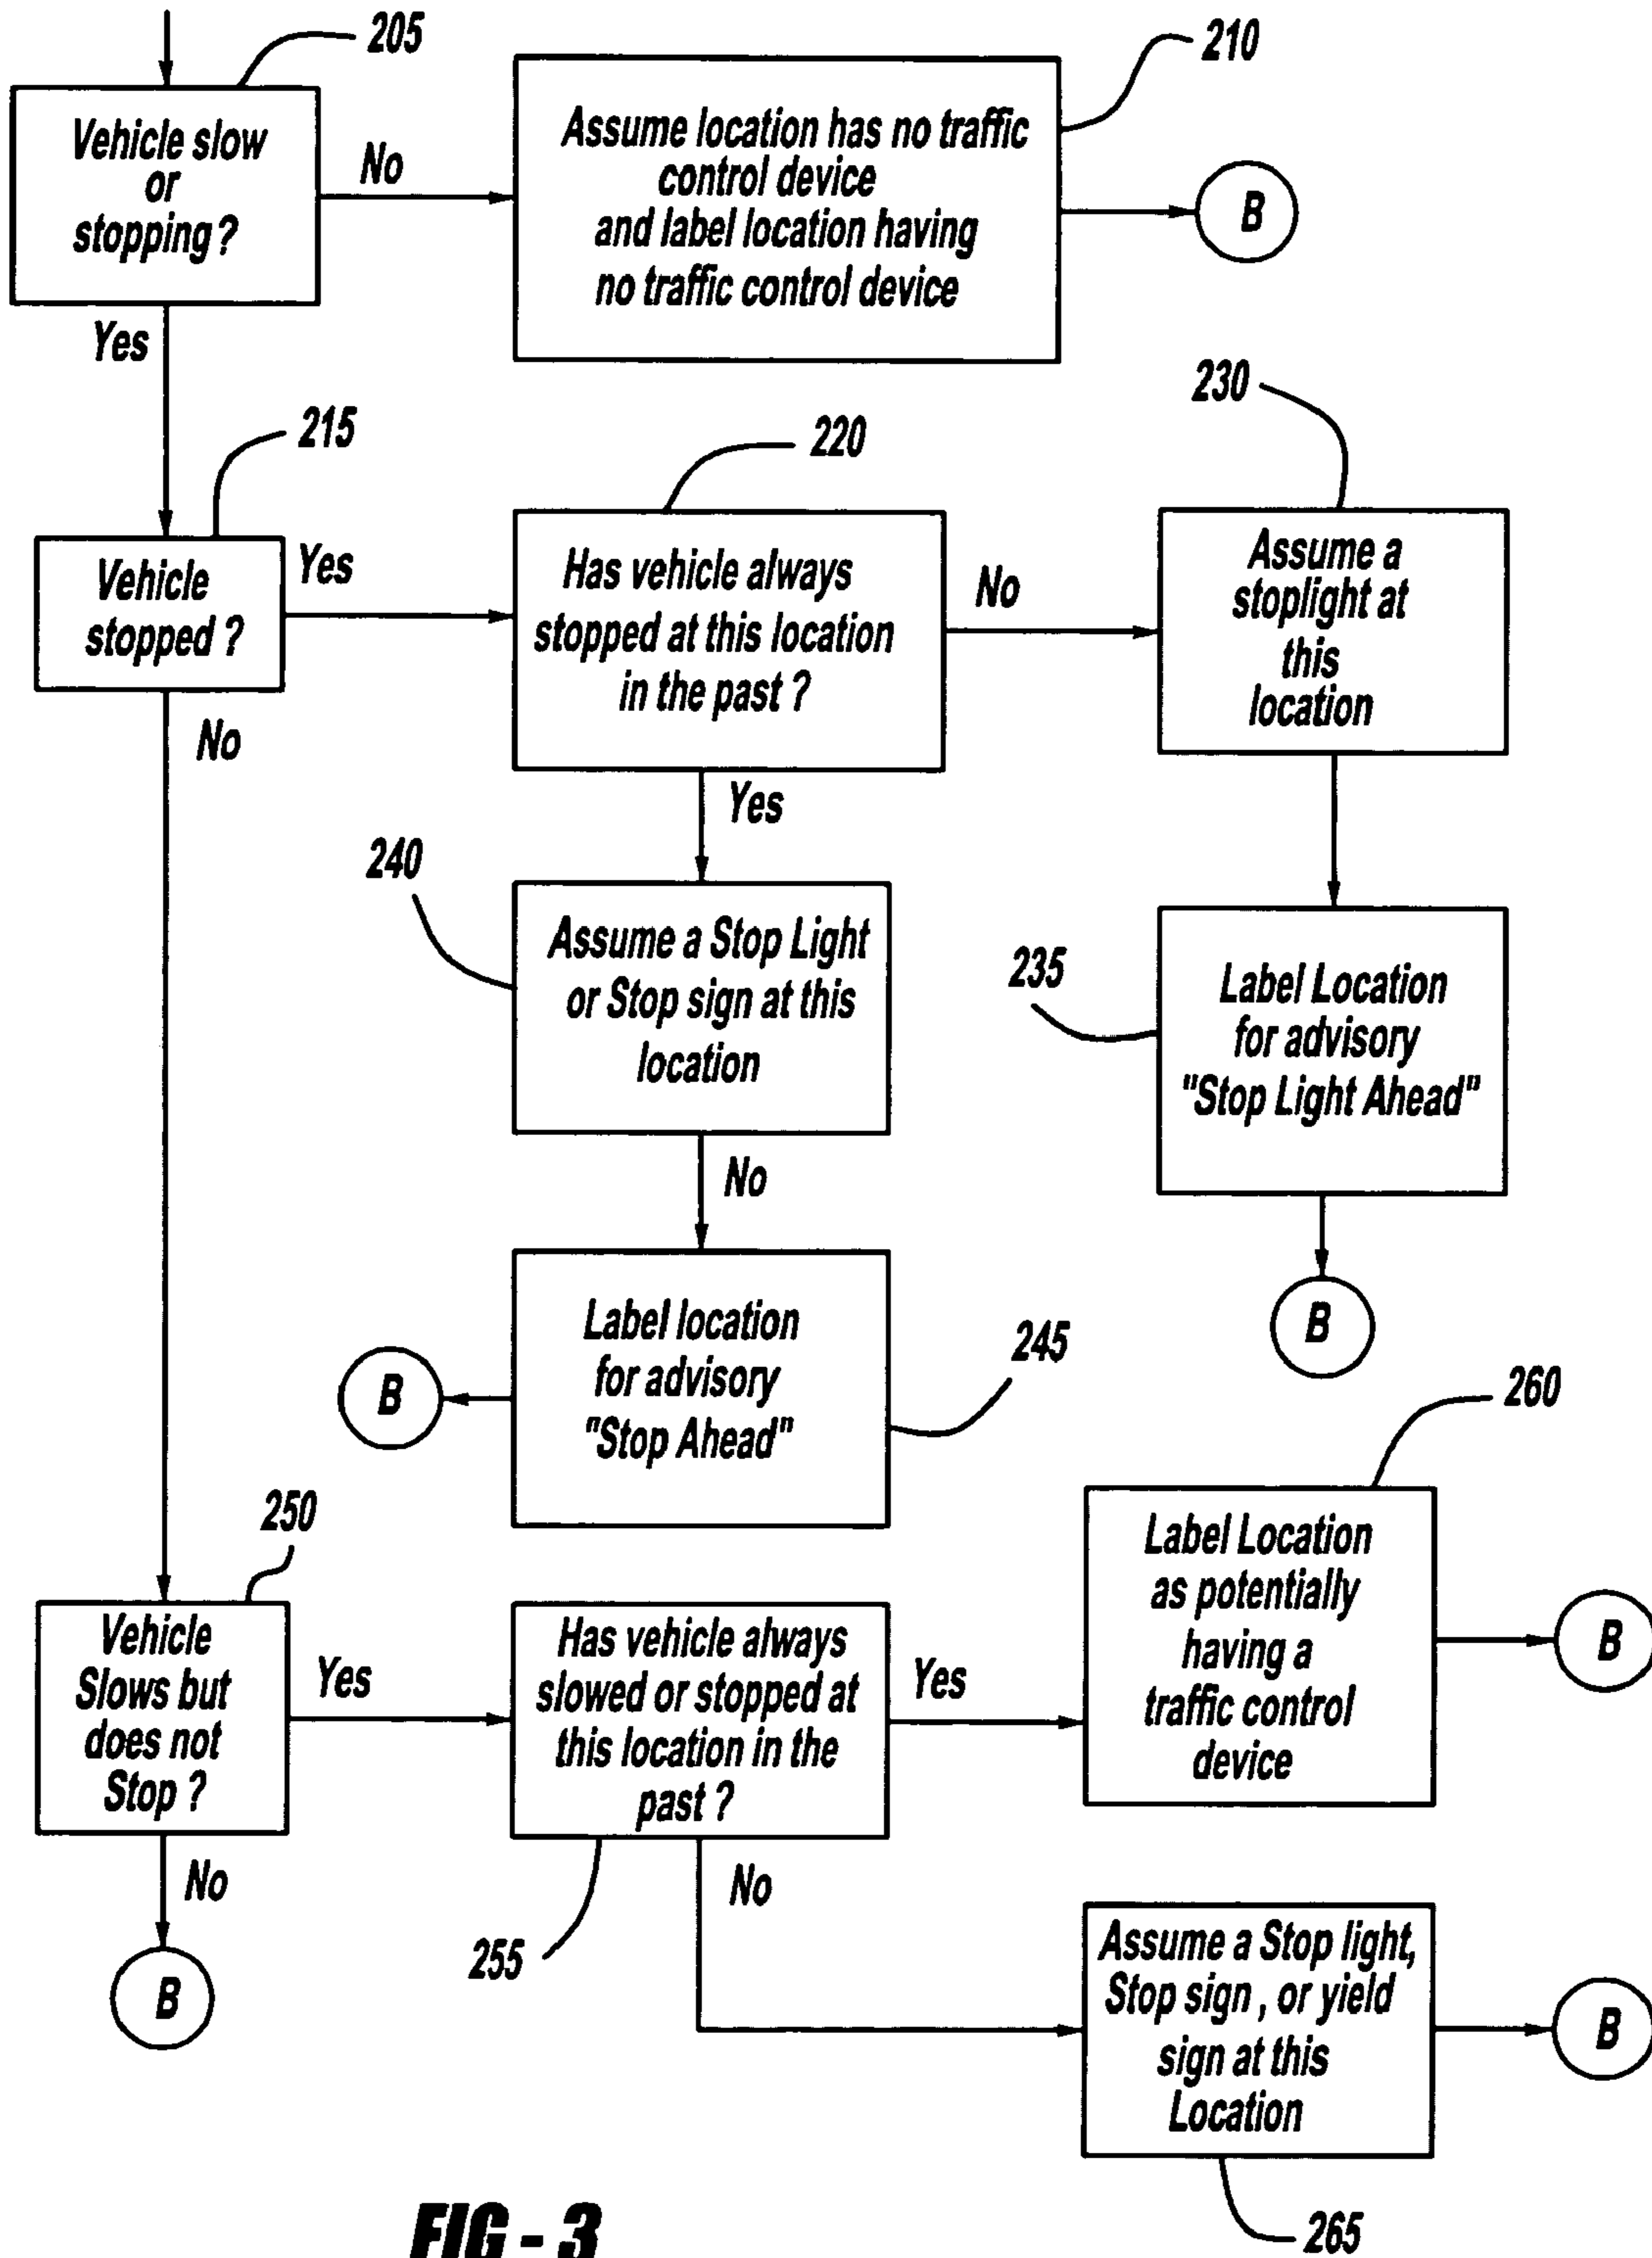 205
Vehicle slow
or
stopping ?
No
210
Assume location has no traffic
control device
and label location having
no traffic control device
B
Yes
215
Vehicle
stopped ?
Yes
220
Has vehicle always
stopped at this location
in the past ?
No
230
Assume a
stoplight at
this
location
No
Yes
240
Assume a Stop Light
or Stop sign at this
location
235
Label Location
for advisory
"Stop Light Ahead"
B
No
Label location
for advisory
"Stop Ahead"
245
B
250
Vehicle
Slows but
does not
Stop ?
Yes
Has vehicle always
slowed or stopped at
this location in the
past ?
255
Yes
260
Label Location
as potentially
having a
traffic control
device
B
No
B
No
Assume a Stop light,
Stop sign , or yield
sign at this
Location
265
B
FIG - 3